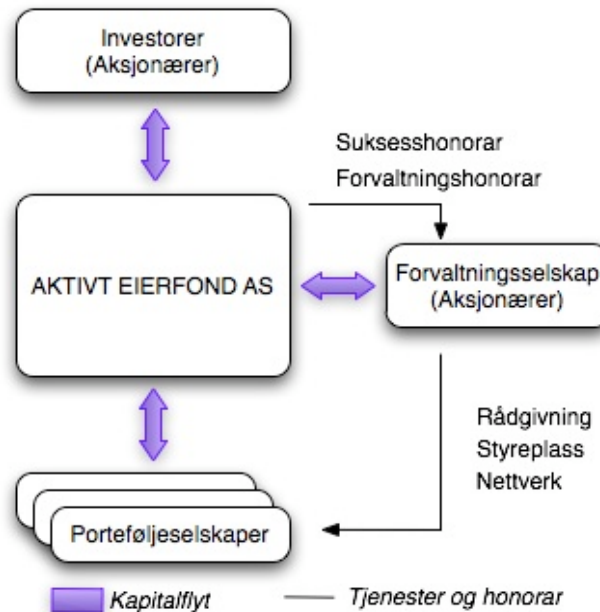 Investorer
(Aksjonærer)
Suksesshonorar
Forvaltningshonorar
AKTIVT EIERFOND AS
Forvaltningsselskap
(Aksjonærer)
Rådgivning
Styreplass
Nettverk
Porteføljeselskaper
Kapitalflyt
Tjenester og honorar